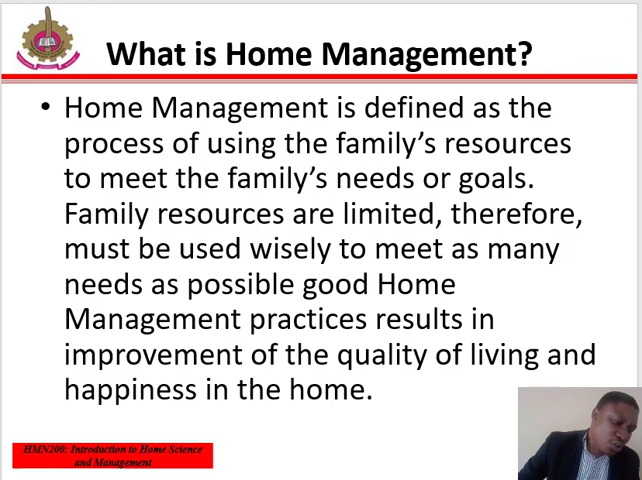 What is Home Management?
• Home Management is defined as the
process of using the family’s resources
to meet the family’s needs or goals.
Family resources are limited, therefore,
must be used wisely to meet as many
needs as possible good Home
Management practices results in
improvement of the quality of living and
happiness in the home.
HMN200: Introduction to Home Science
and Management